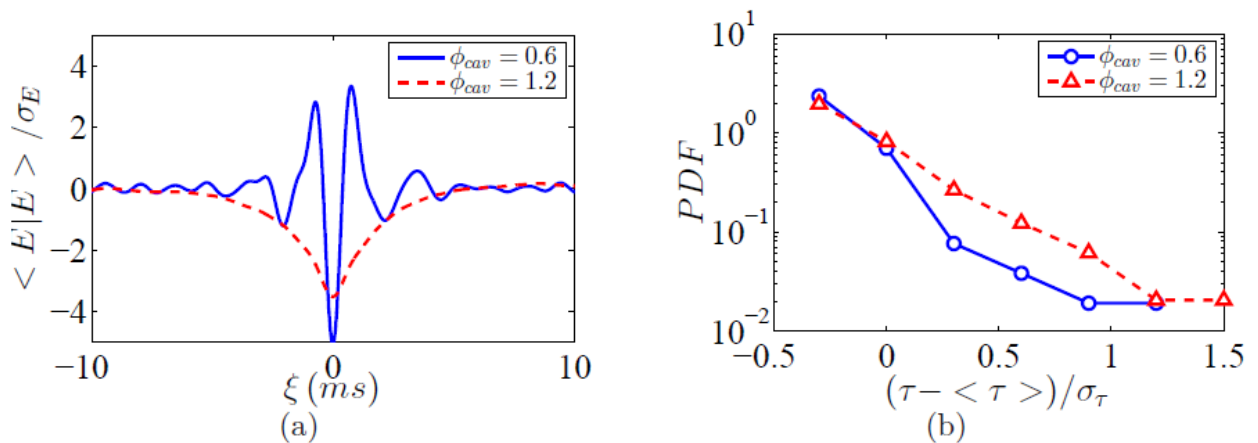 < E|E > /σ_E
4
2
0
−2
−4
−10
0
10
ξ (ms)
ϕ_cav = 0.6
ϕ_cav = 1.2
(a)
PDF
10^1
10^0
10^−1
10^−2
−0.5
0
0.5
1
1.5
(τ− < τ >)/σ_τ
ϕ_cav = 0.6
ϕ_cav = 1.2
(b)